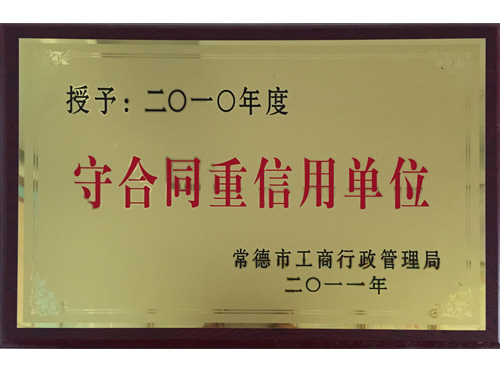 授予：二〇一〇年度
守合同重信用单位
常德市工商行政管理局
二〇一一年